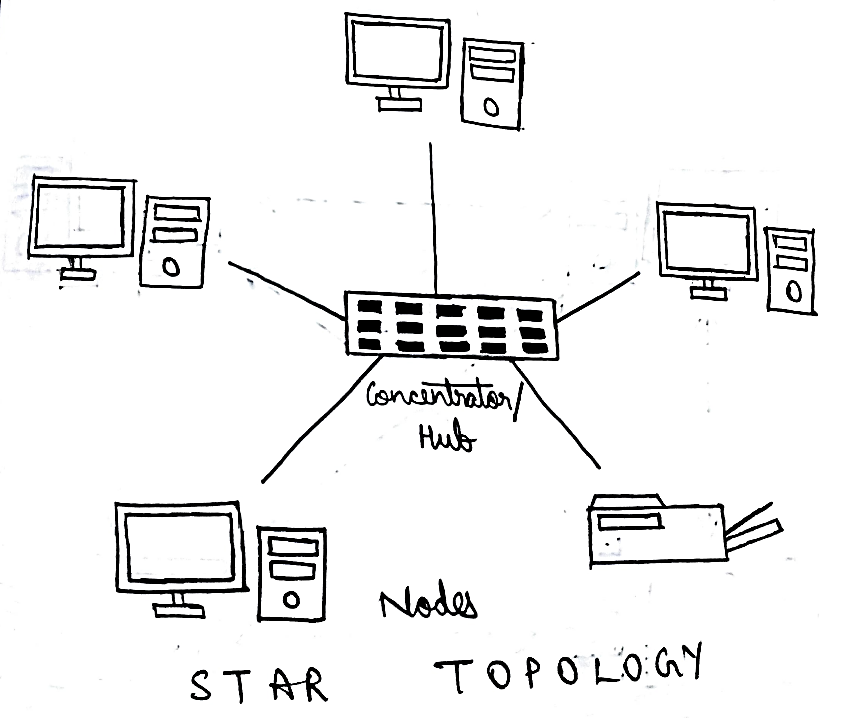 Concentrator/
Hub
Nodes
STAR TOPOLOGY